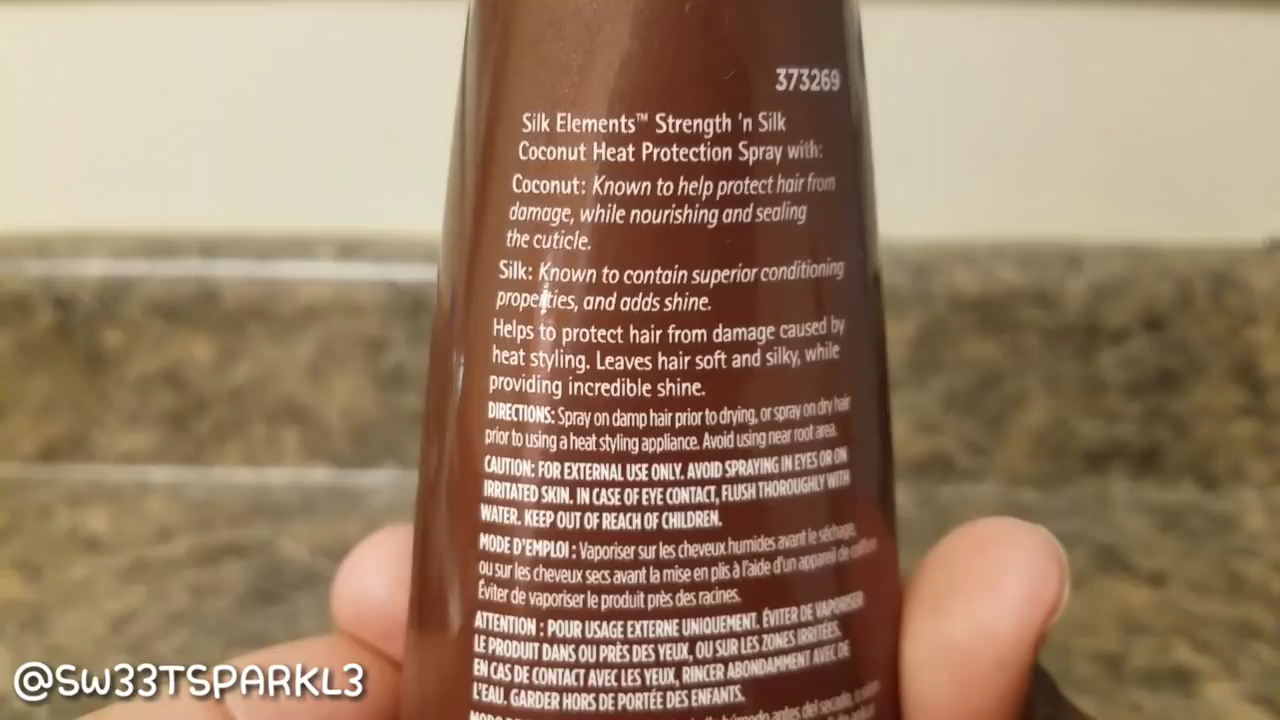 373269
Silk Elements™ Strength 'n Silk
Coconut Heat Protection Spray with:
Coconut: Known to help protect hair from
damage, while nourishing and sealing
the cuticle.
Silk: Known to contain superior conditioning
properties, and adds shine.
Helps to protect hair from damage caused by
heat styling. Leaves hair soft and silky, while
providing incredible shine.
DIRECTIONS: Spray on damp hair prior to drying, or spray on dry hair
prior to using a heat styling appliance. Avoid using near root area.
CAUTION: FOR EXTERNAL USE ONLY. AVOID SPRAYING IN EYES OR ON
IRRITATED SKIN. IN CASE OF EYE CONTACT, FLUSH THOROUGHLY WITH
WATER. KEEP OUT OF REACH OF CHILDREN.
MODE D'EMPLOI : Vaporiser sur les cheveux humides avant le séchage,
ou sur les cheveux secs avant la mise en plis à l'aide d'un appareil de coiffure
Éviter de vaporiser le produit près des racines.
ATTENTION : POUR USAGE EXTERNE UNIQUEMENT. ÉVITER DE VAPORISER
LE PRODUIT DANS OU PRÈS DES YEUX, OU SUR LES ZONES IRRITÉES.
EN CAS DE CONTACT AVEC LES YEUX, RINCER ABONDAMMENT AVEC DE
L'EAU. GARDER HORS DE PORTÉE DES ENFANTS.
húmedo antes del secado, o
@SW33TSPARKL3